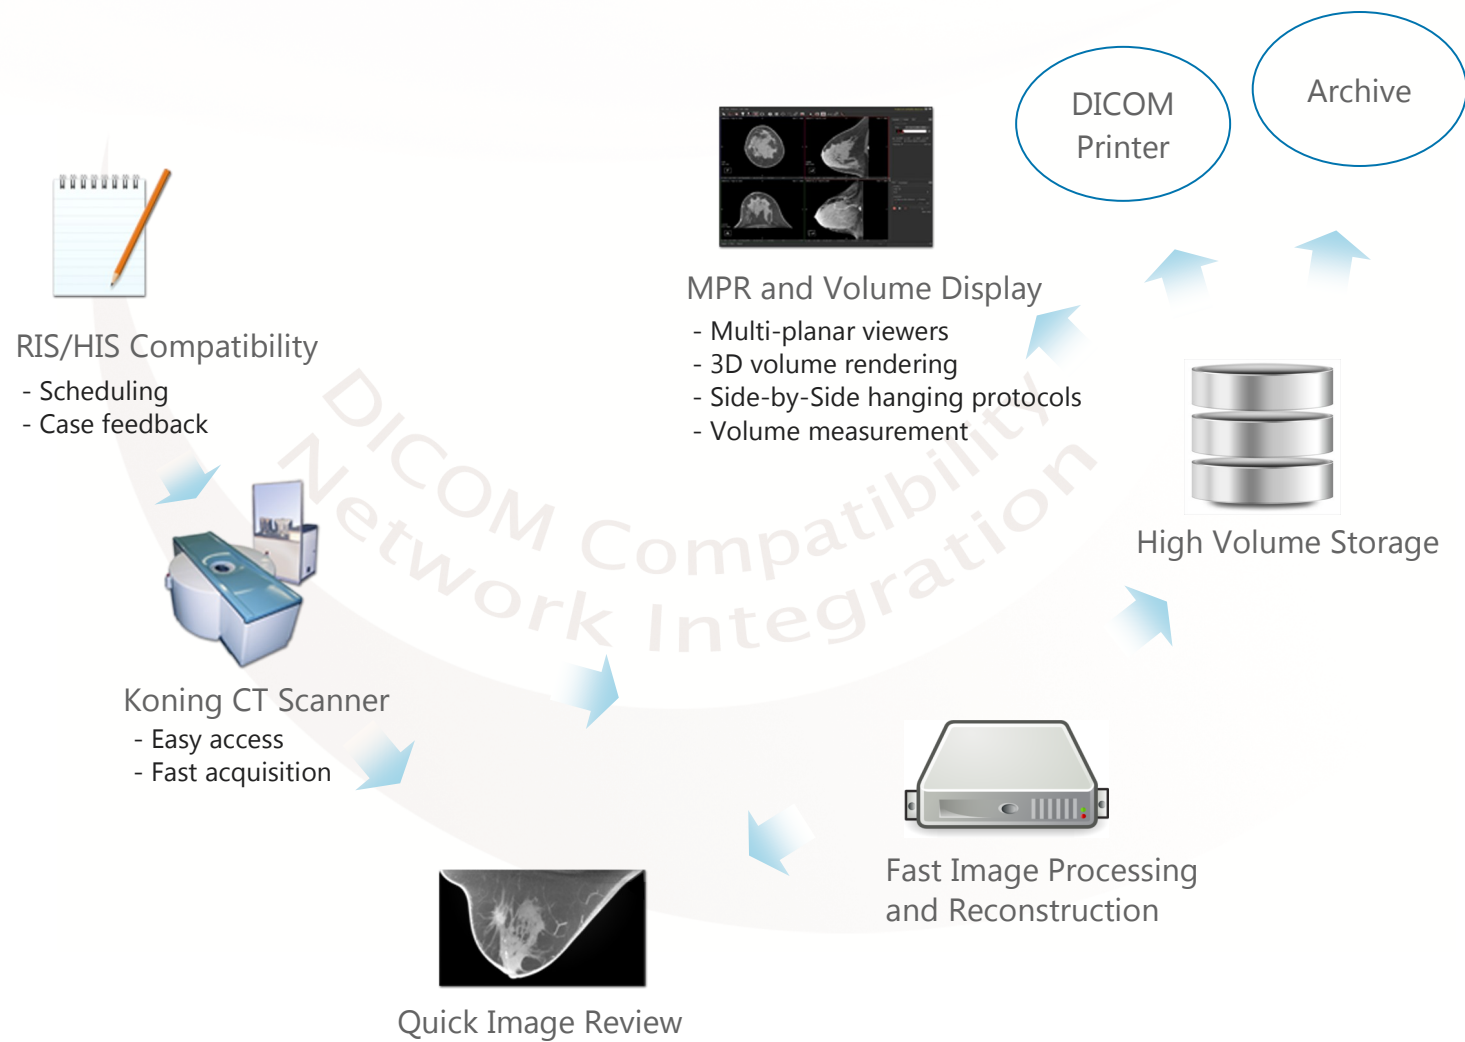 DICOM
Printer
Archive
MPR and Volume Display
- Multi-planar viewers
- 3D volume rendering
- Side-by-Side hanging protocols
- Volume measurement
RIS/HIS Compatibility
- Scheduling
- Case feedback
DICOM Compatibility
Network Integration
High Volume Storage
Koning CT Scanner
- Easy access
- Fast acquisition
Fast Image Processing
and Reconstruction
Quick Image Review